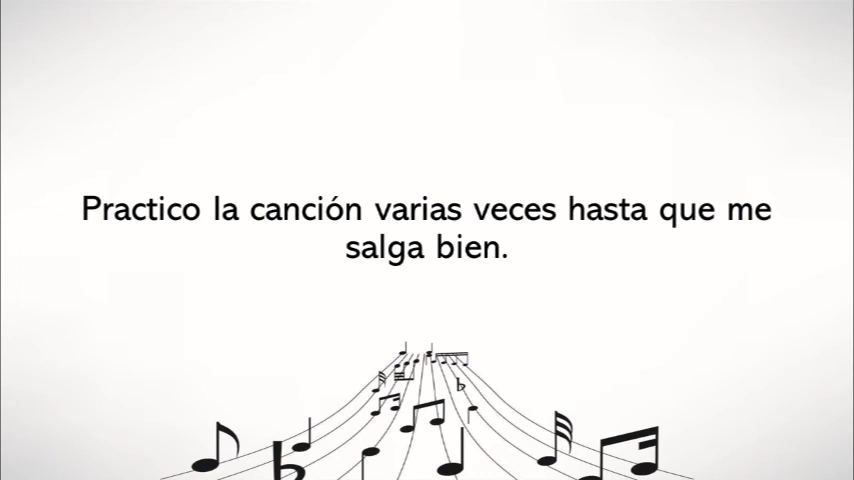 Practico la canción varias veces hasta que me
salga bien.